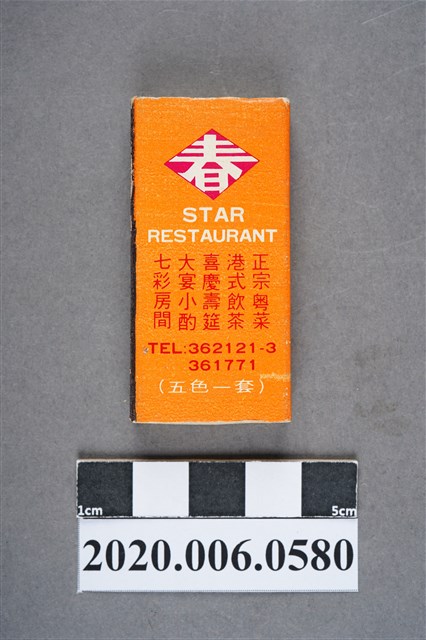 春
STAR
RESTAURANT
正宗粤菜
港式飲茶
喜慶壽筵
大宴小酌
七彩房間
TEL:362121-3
361771
(五色一套)
1cm
5cm
2020.006.0580